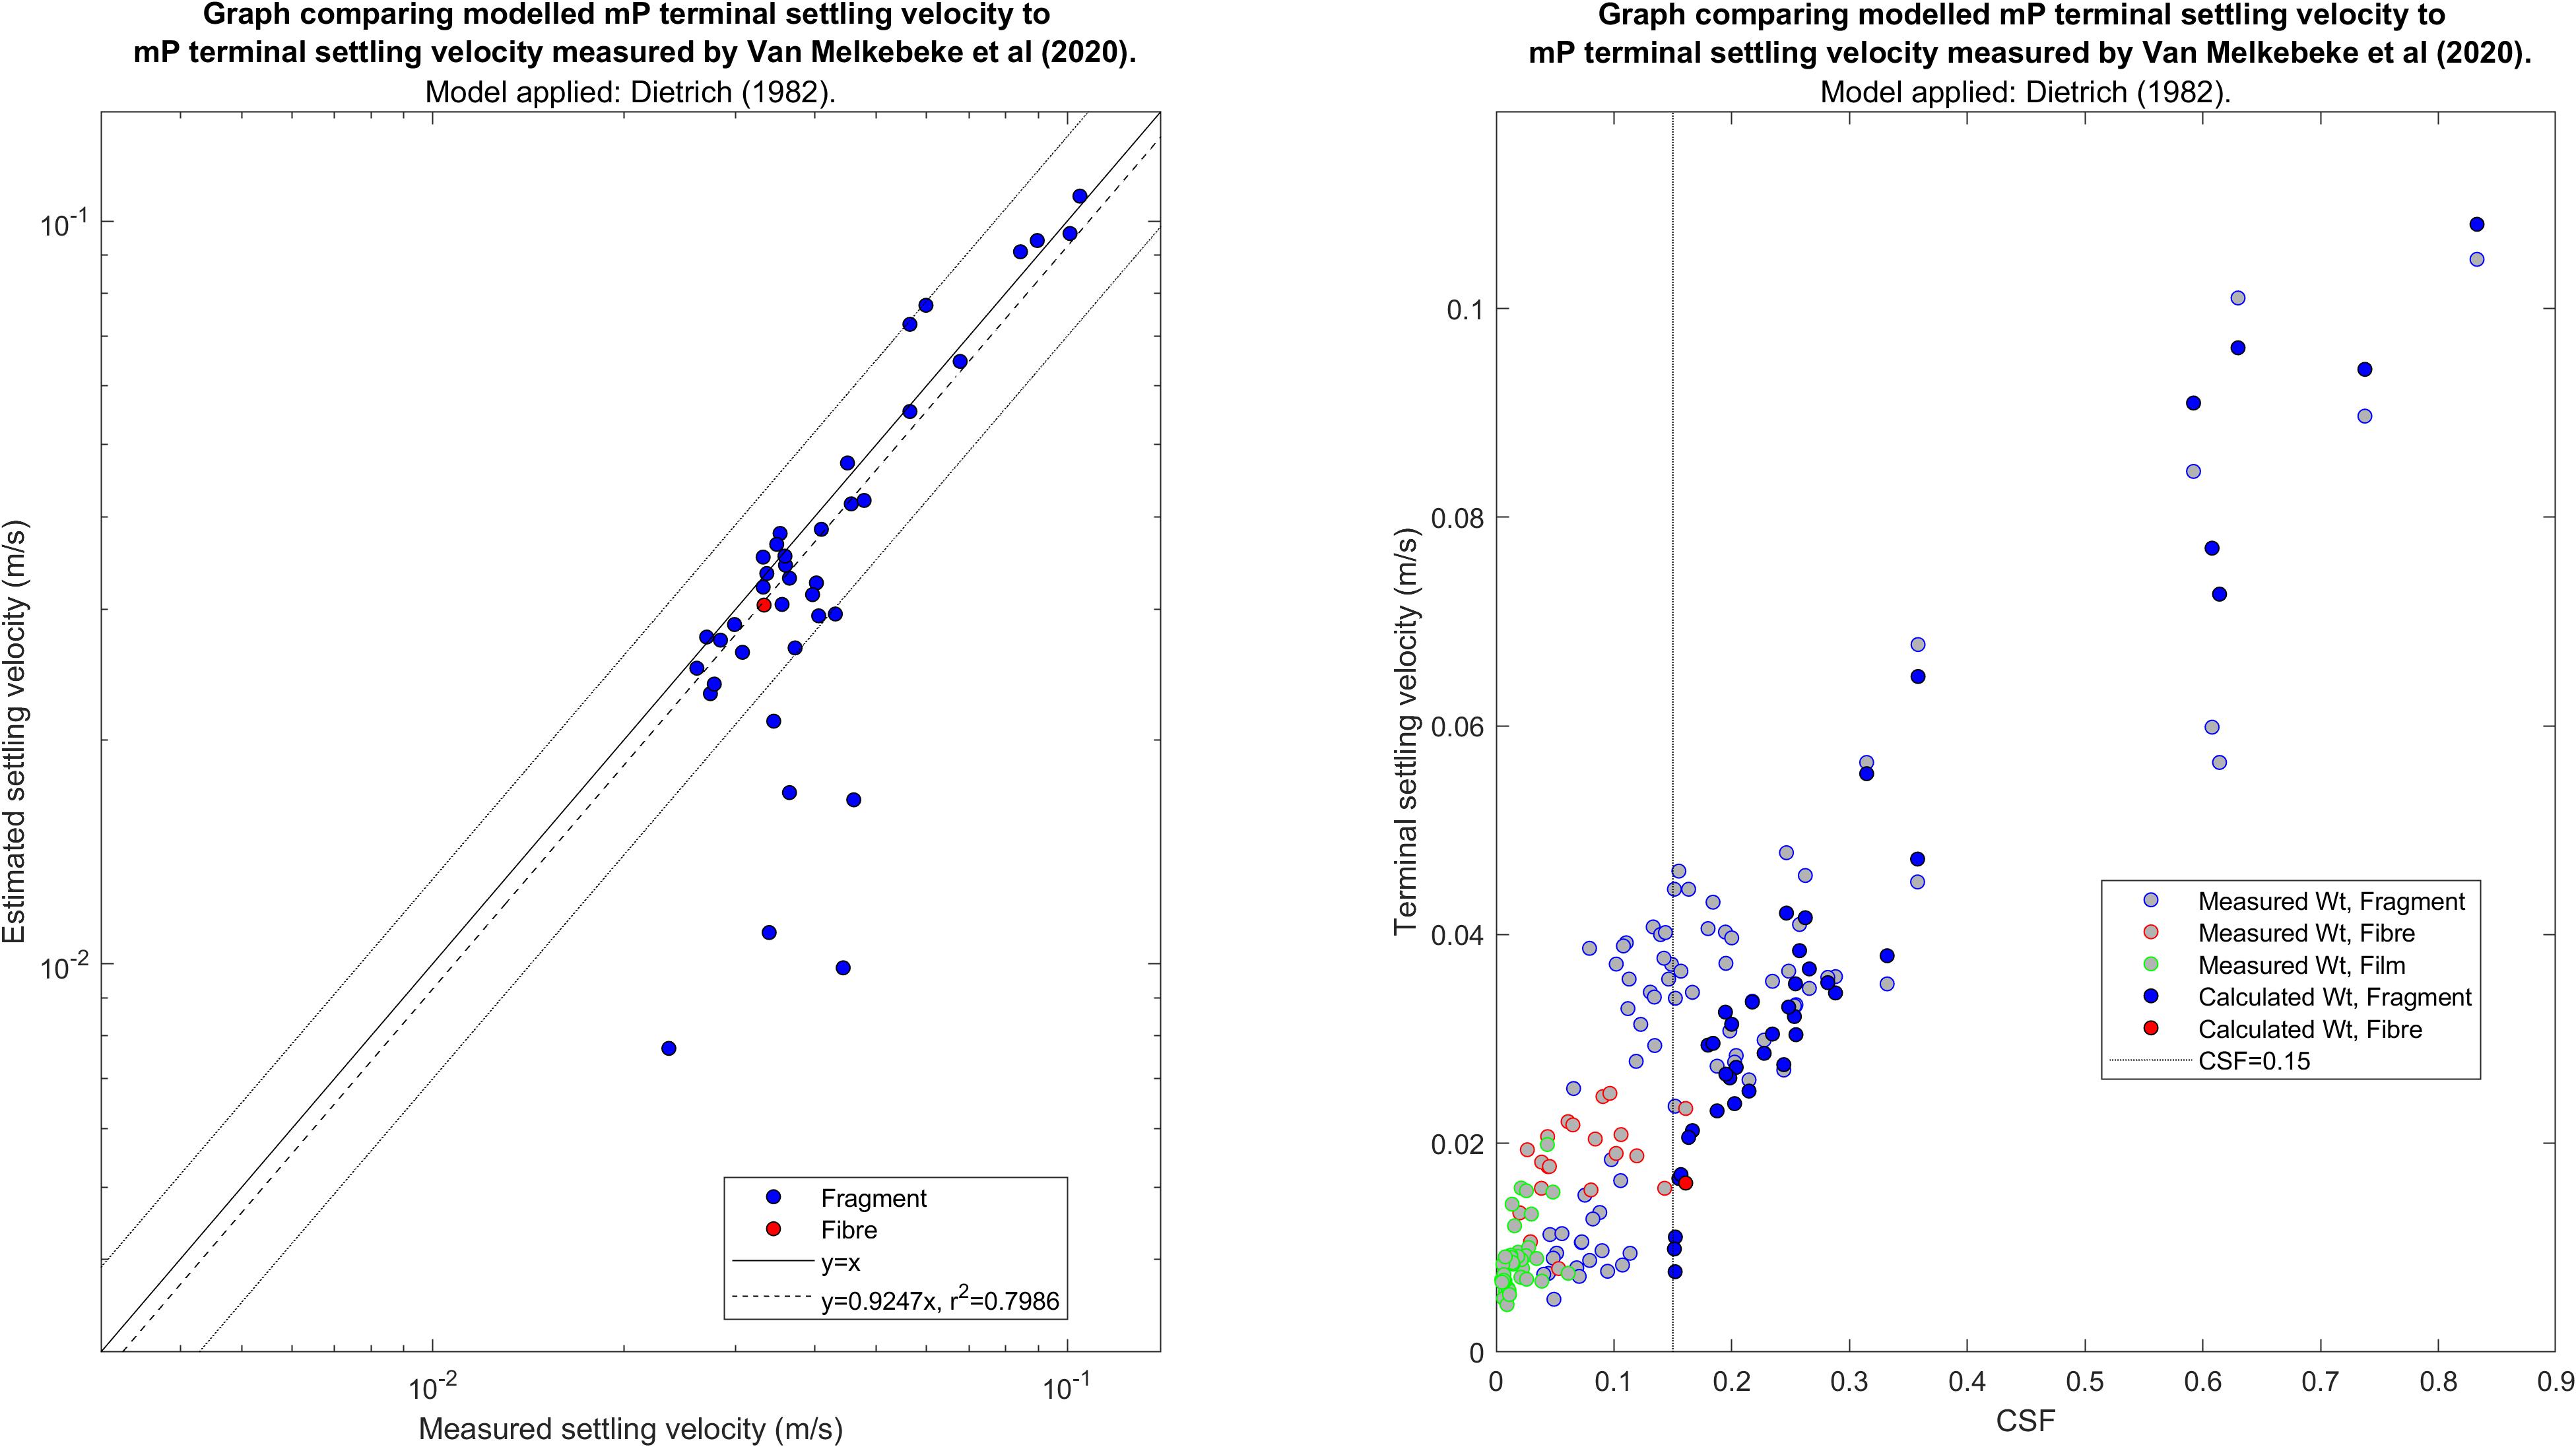 Graph comparing modelled mP terminal settling velocity to
mP terminal settling velocity measured by Van Melkebeke et al (2020).
Model applied: Dietrich (1982).
Estimated settling velocity (m/s)
10-1
10-2
Fragment
Fibre
y=x
y=0.9247x, r2=0.7986
10-2
10-1
Measured settling velocity (m/s)
Graph comparing modelled mP terminal settling velocity to
mP terminal settling velocity measured by Van Melkebeke et al (2020).
Model applied: Dietrich (1982).
Terminal settling velocity (m/s)
0.1
0.08
0.06
0.04
0.02
0
Measured Wt, Fragment
Measured Wt, Fibre
Measured Wt, Film
Calculated Wt, Fragment
Calculated Wt, Fibre
CSF=0.15
0
0.1
0.2
0.3
0.4
0.5
0.6
0.7
0.8
0.9
CSF